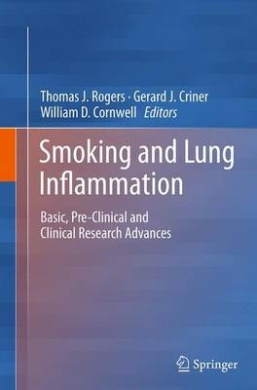 Thomas J. Rogers · Gerard J. Criner
William D. Cornwell Editors
Smoking and Lung
Inflammation
Basic, Pre-Clinical and
Clinical Research Advances
Springer